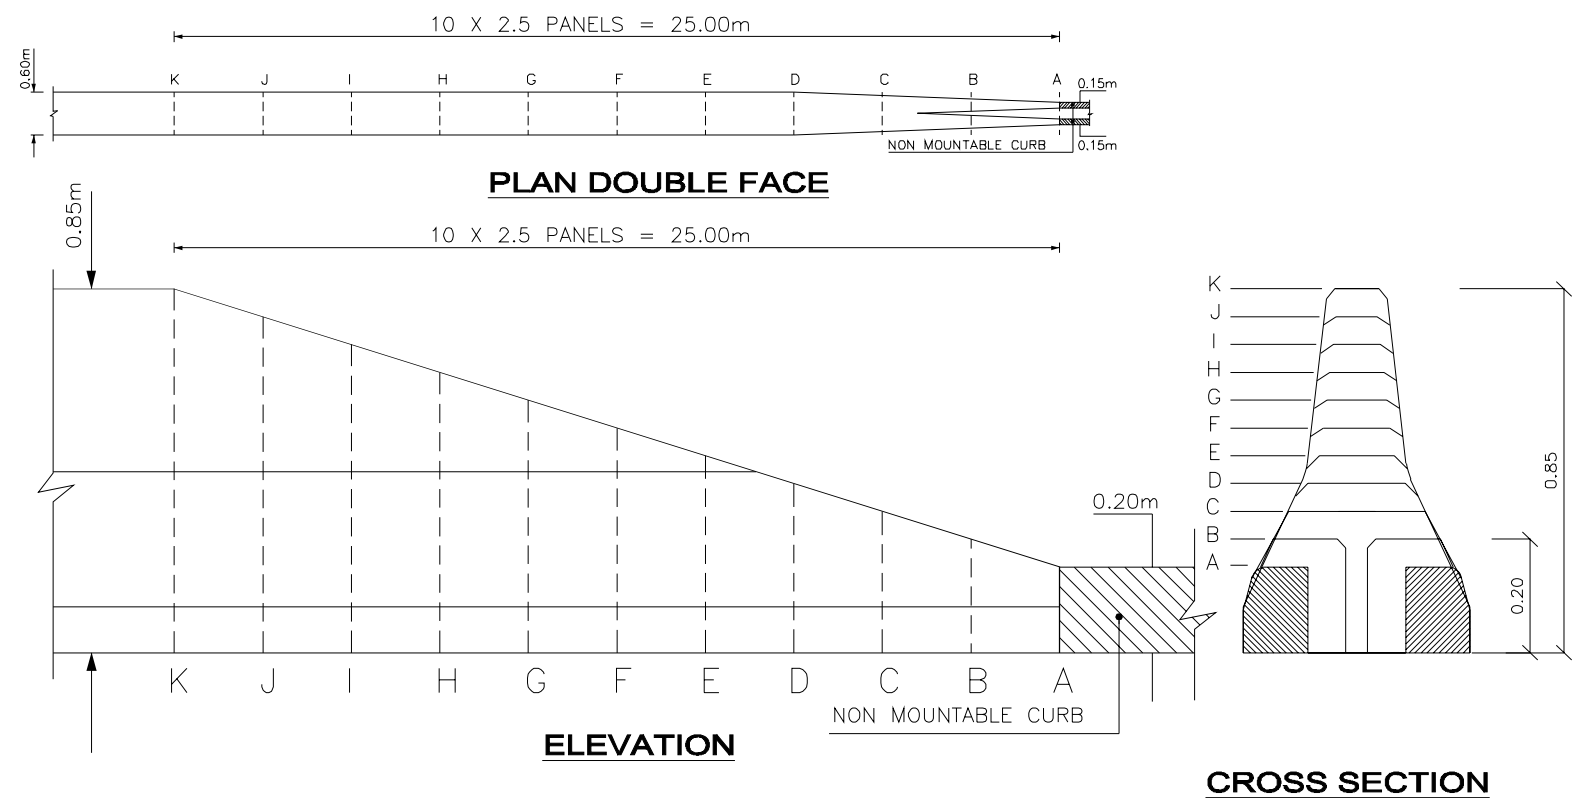 10 X 2.5 PANELS = 25.00m
0.60m
K J I H G F E D C B A
0.15m
NON MOUNTABLE CURB
0.15m
PLAN DOUBLE FACE
0.85m
10 X 2.5 PANELS = 25.00m
0.20m
K J I H G F E D C B A
NON MOUNTABLE CURB
ELEVATION
K
J
I
H
G
F
E
D
C
B
A
0.85
0.20
CROSS SECTION